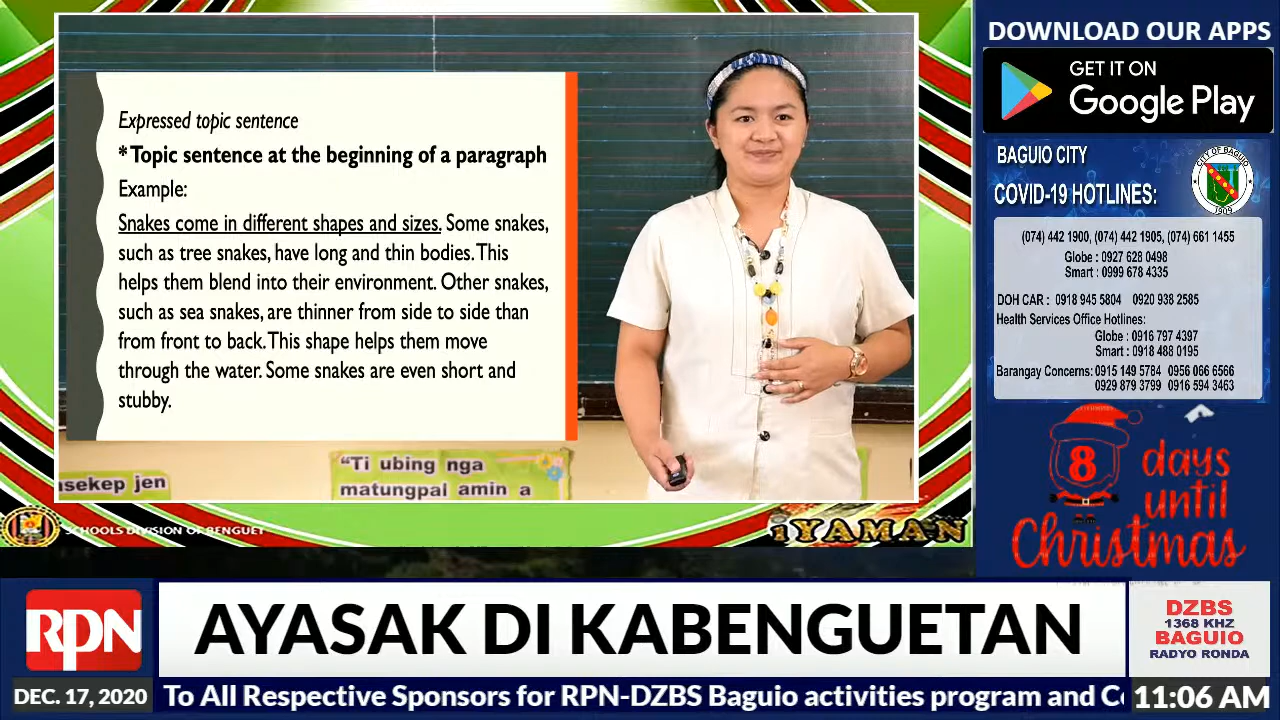 Expressed topic sentence
* Topic sentence at the beginning of a paragraph
Example:
Snakes come in different shapes and sizes. Some snakes,
such as tree snakes, have long and thin bodies. This
helps them blend into their environment. Other snakes,
such as sea snakes, are thinner from side to side than
from front to back. This shape helps them move
through the water. Some snakes are even short and
stubby.
asekep jen
"Ti ubing nga
matungpal amin a
SCHOOLS DIVISION OF BENGUET
iYAMAN
DOWNLOAD OUR APPS
GET IT ON
Google Play
BAGUIO CITY
COVID-19 HOTLINES:
CITY OF BAGUIO
1909
(074) 442 1900, (074) 442 1905, (074) 661 1455
Globe : 0927 628 0498
Smart : 0999 678 4335
DOH CAR : 0918 945 5804 0920 938 2585
Health Services Office Hotlines:
Globe : 0916 797 4397
Smart : 0918 488 0195
Barangay Concerns: 0915 149 5784 0956 066 6566
0929 879 3799 0916 594 3463
8 days
until
Christmas
RPN
AYASAK DI KABENGUETAN
DZBS
1368 KHZ
BAGUIO
RADYO RONDA
DEC. 17, 2020
To All Respective Sponsors for RPN-DZBS Baguio activities program and
11:06 AM